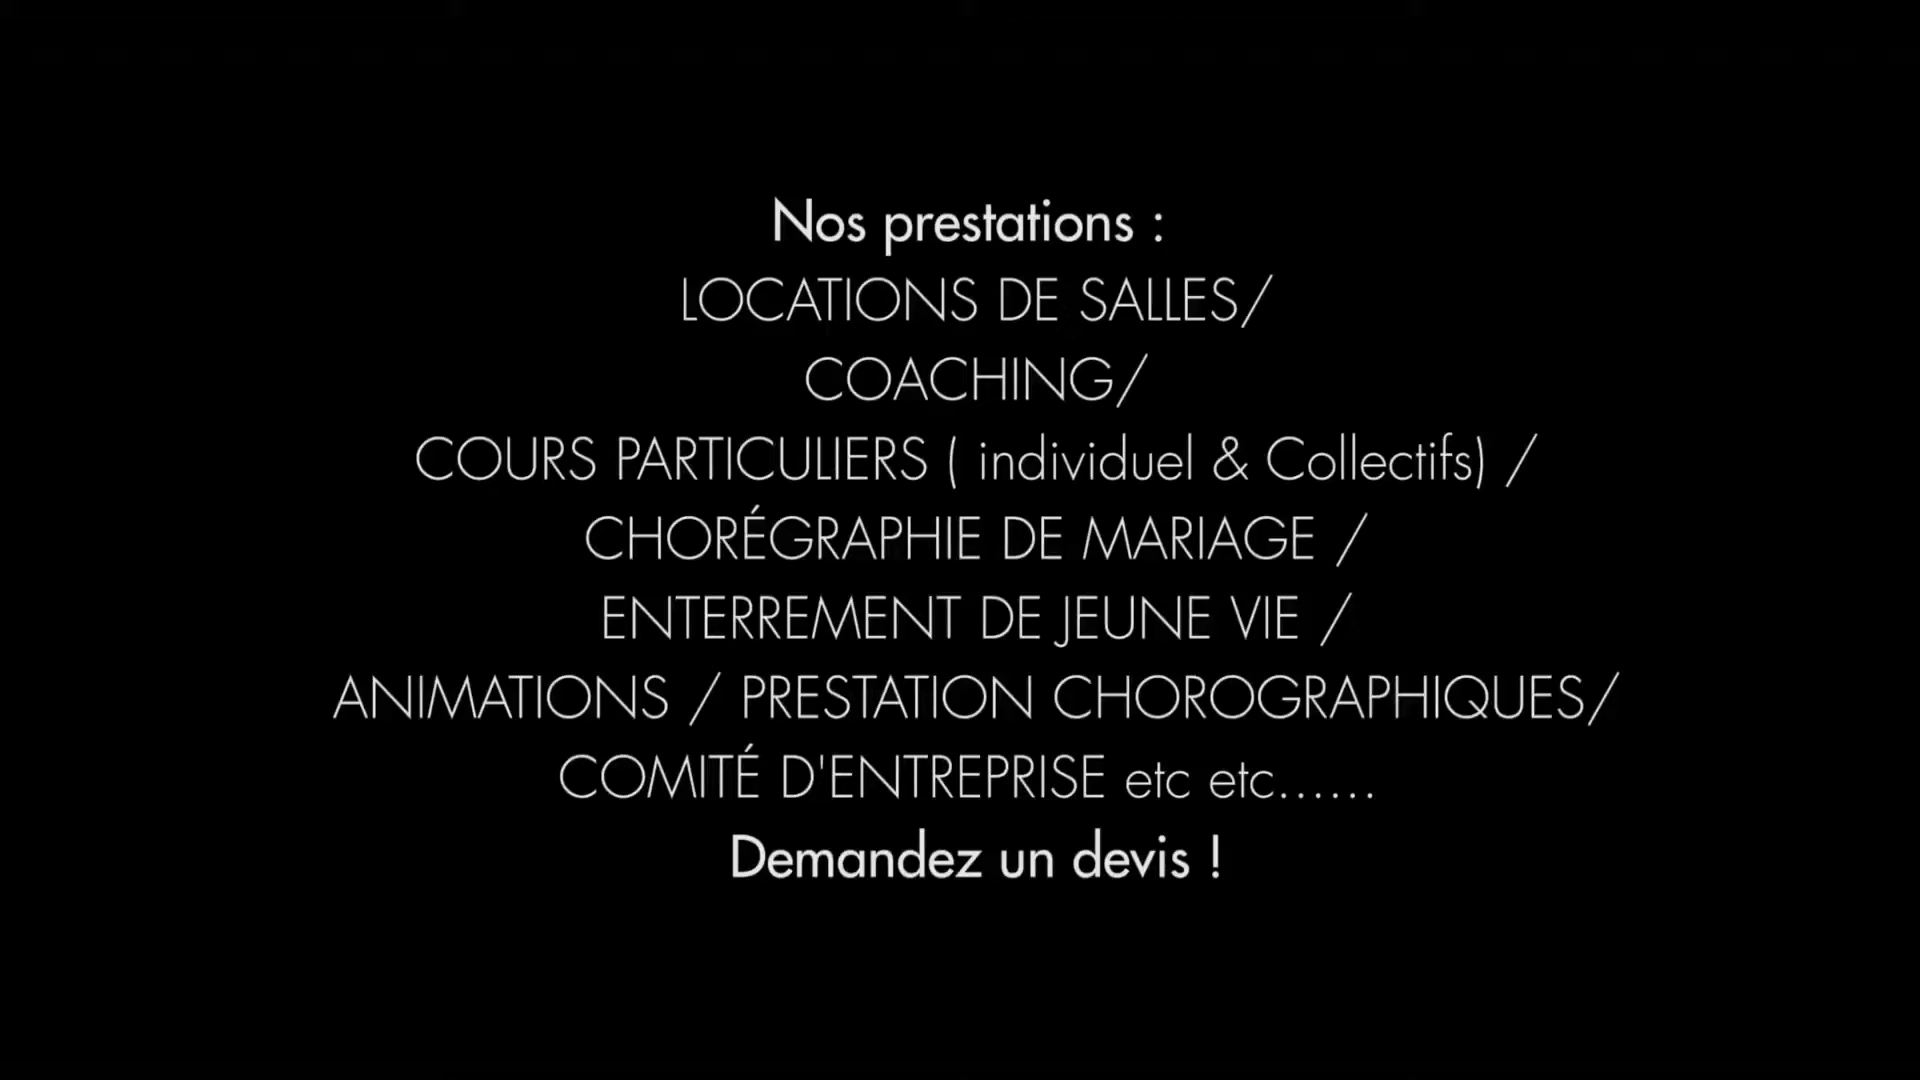 Nos prestations :
LOCATIONS DE SALLES/
COACHING/
COURS PARTICULIERS ( individuel & Collectifs) /
CHORÉGRAPHIE DE MARIAGE /
ENTERREMENT DE JEUNE VIE /
ANIMATIONS / PRESTATION CHOROGRAPHIQUES/
COMITÉ D'ENTREPRISE etc etc......
Demandez un devis !